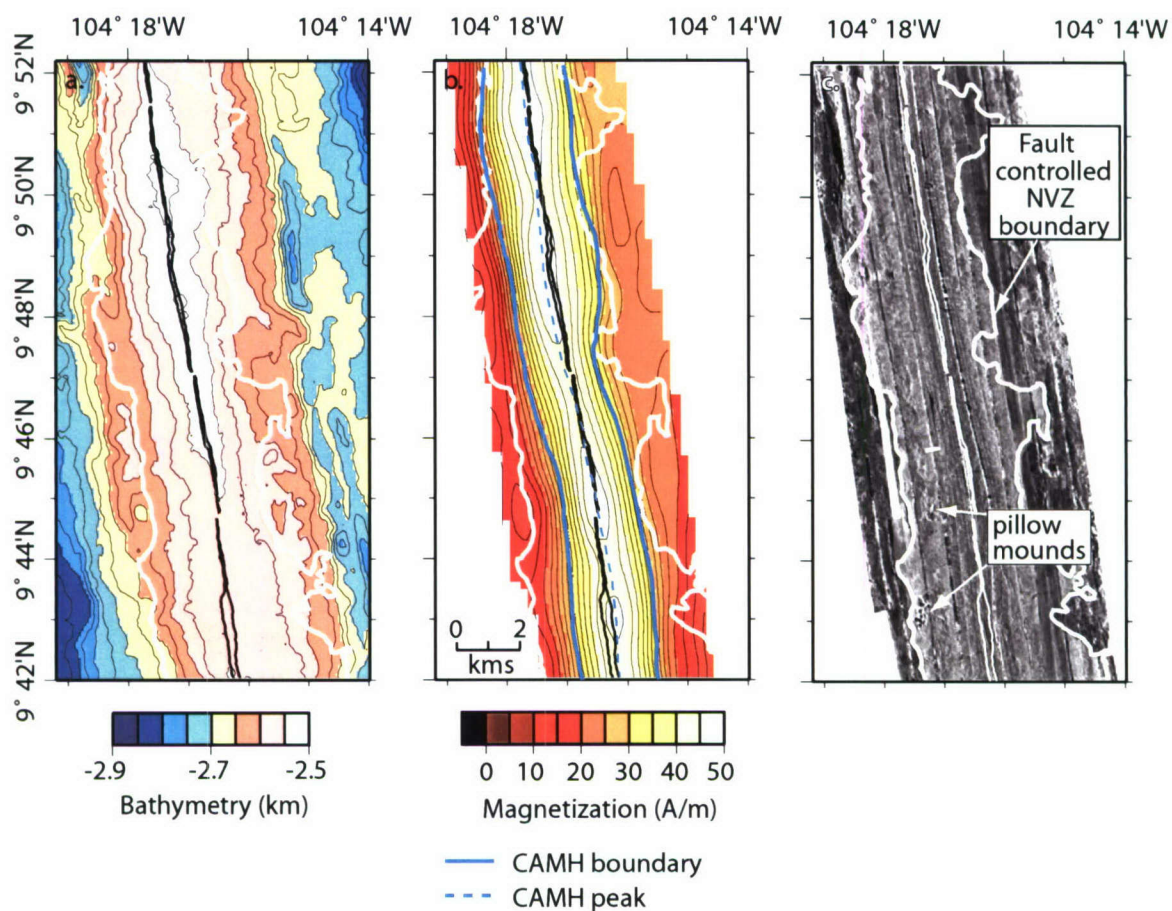 104° 18'W 104° 14'W 104° 18'W 104° 14'W 104° 18'W 104° 14'W
a. b. c.
9° 52'N
9° 50'N
9° 48'N
9° 46'N
9° 44'N
9° 42'N
Fault
controlled
NVZ
boundary
pillow
mounds
0 2
kms
-2.9 -2.7 -2.5
Bathymetry (km)
0 10 20 30 40 50
Magnetization (A/m)
CAMH boundary
CAMH peak